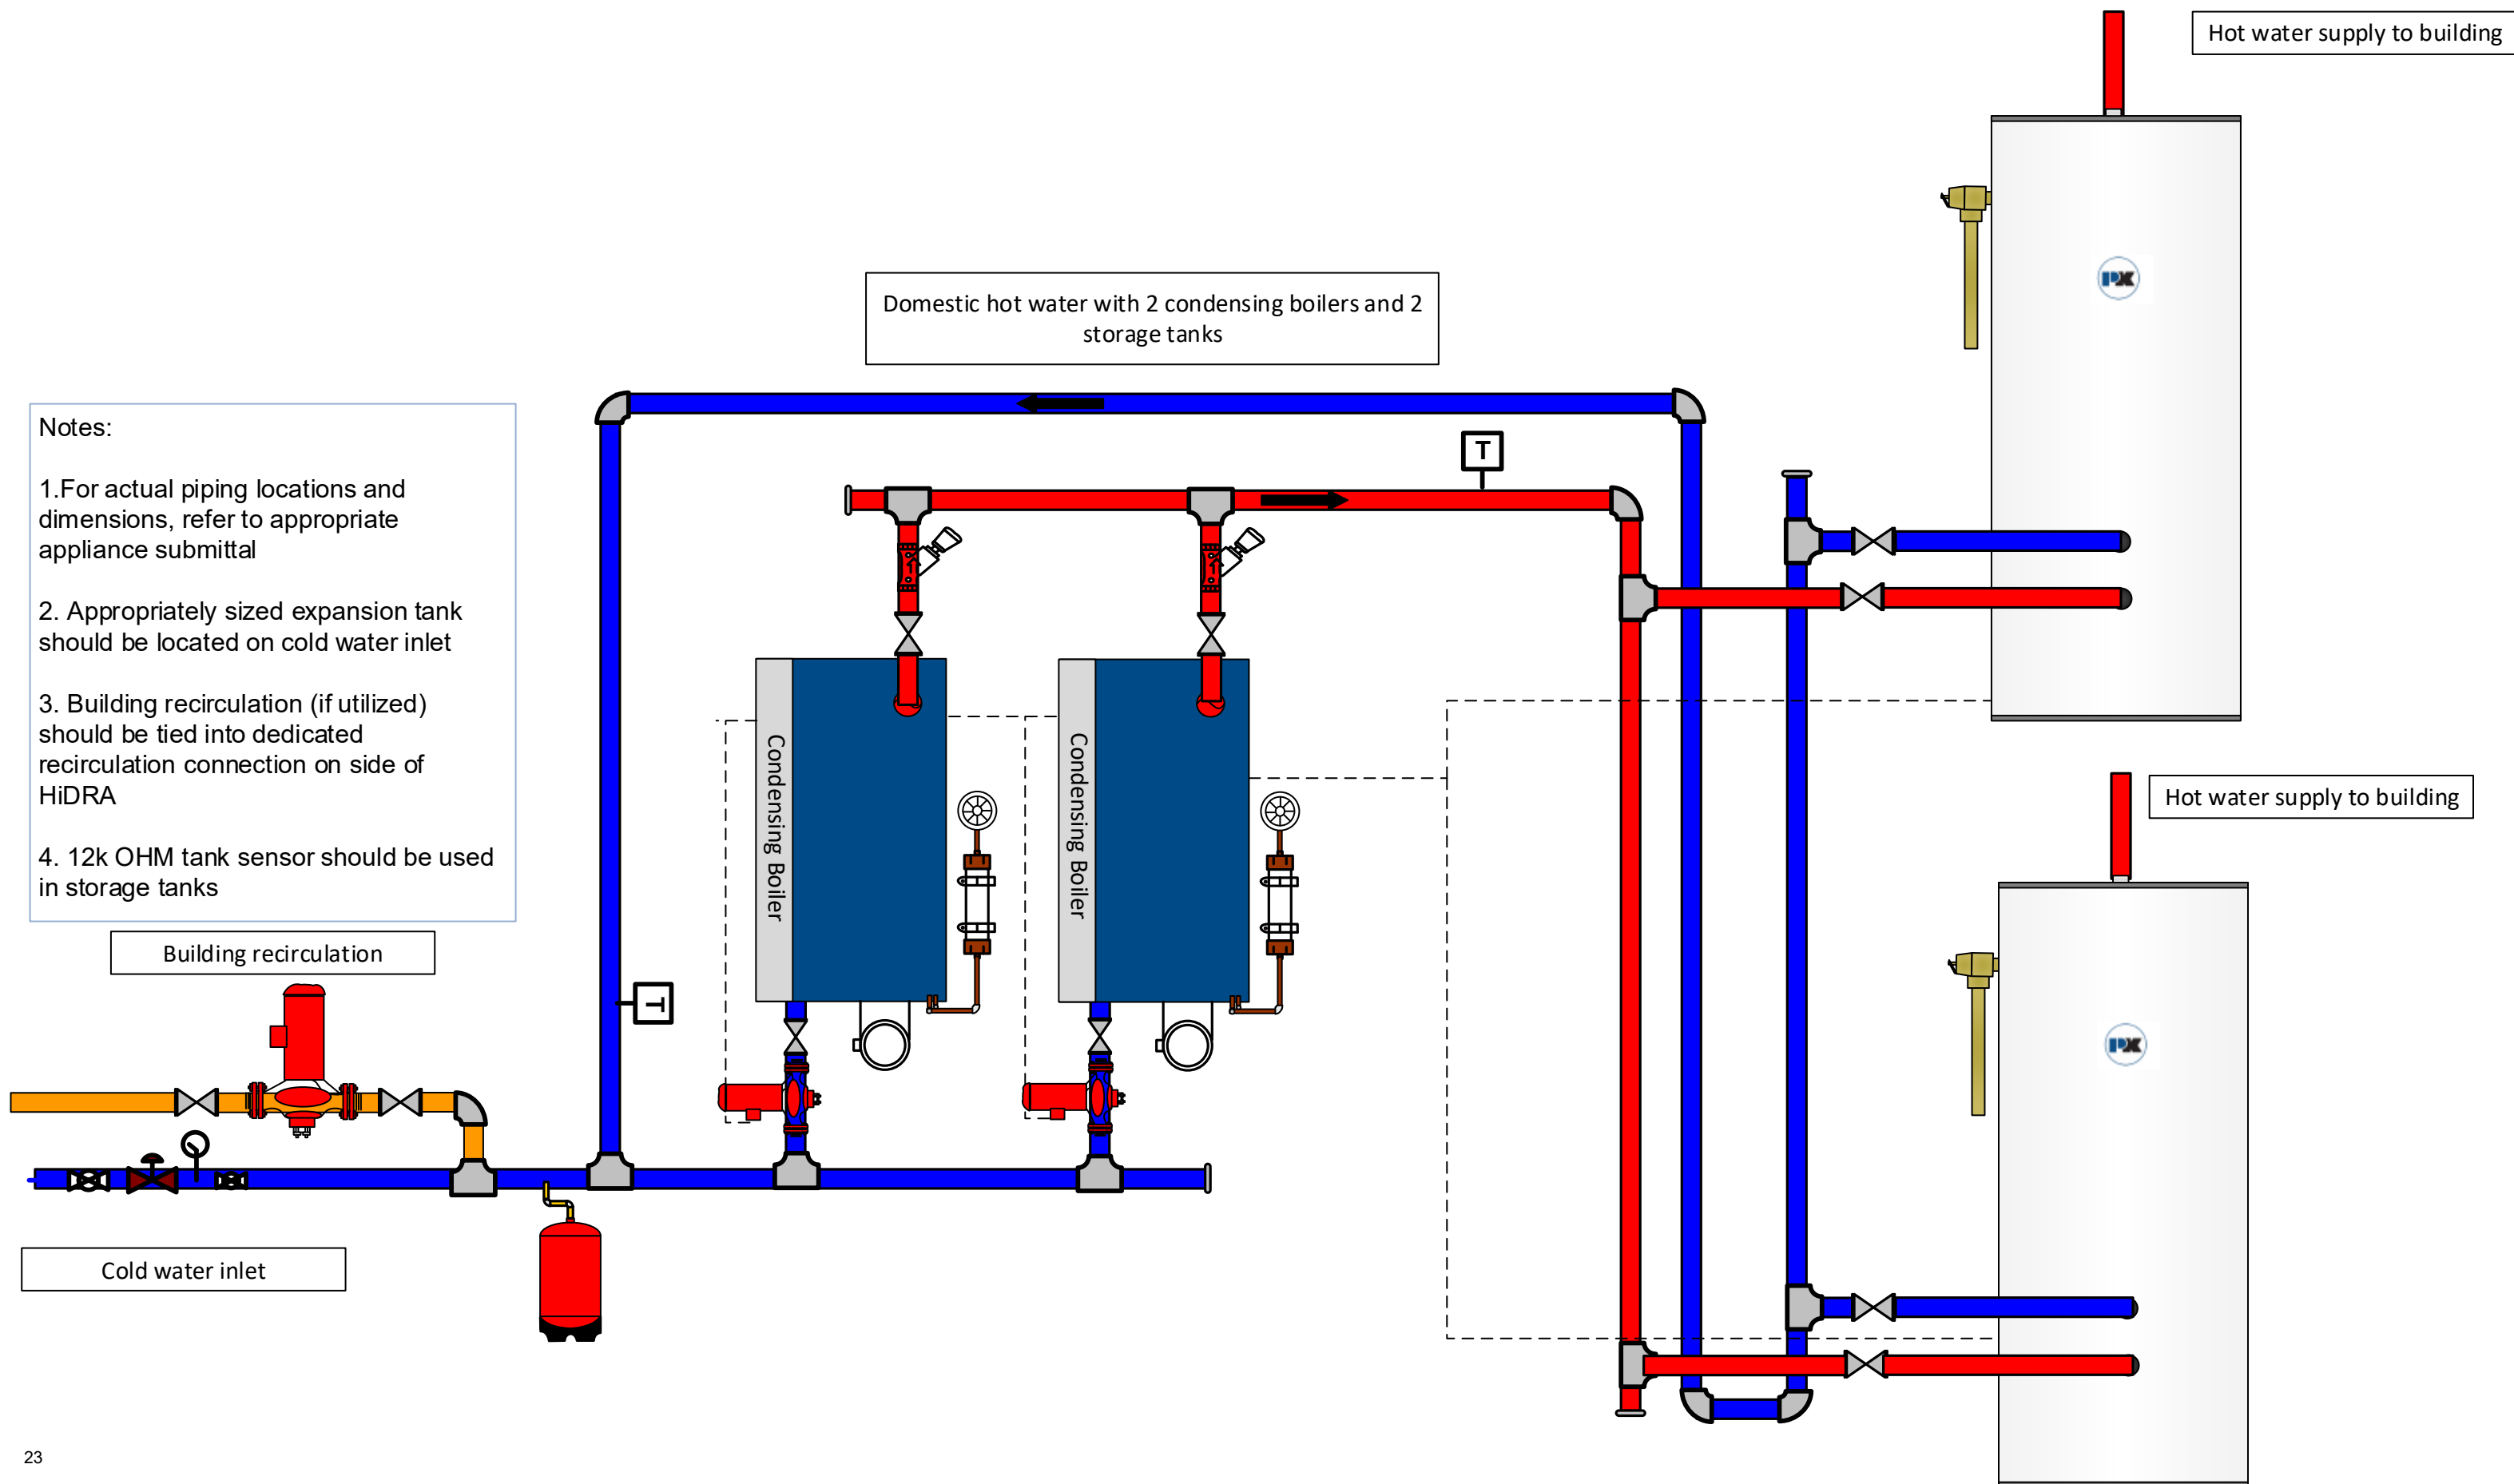 Hot water supply to building
Domestic hot water with 2 condensing boilers and 2
storage tanks
Notes:
1.For actual piping locations and
dimensions, refer to appropriate
appliance submittal
2. Appropriately sized expansion tank
should be located on cold water inlet
3. Building recirculation (if utilized)
should be tied into dedicated
recirculation connection on side of
HiDRA
4. 12k OHM tank sensor should be used
in storage tanks
T
Condensing Boiler
Condensing Boiler
PK
Hot water supply to building
Building recirculation
T
PK
Cold water inlet
23